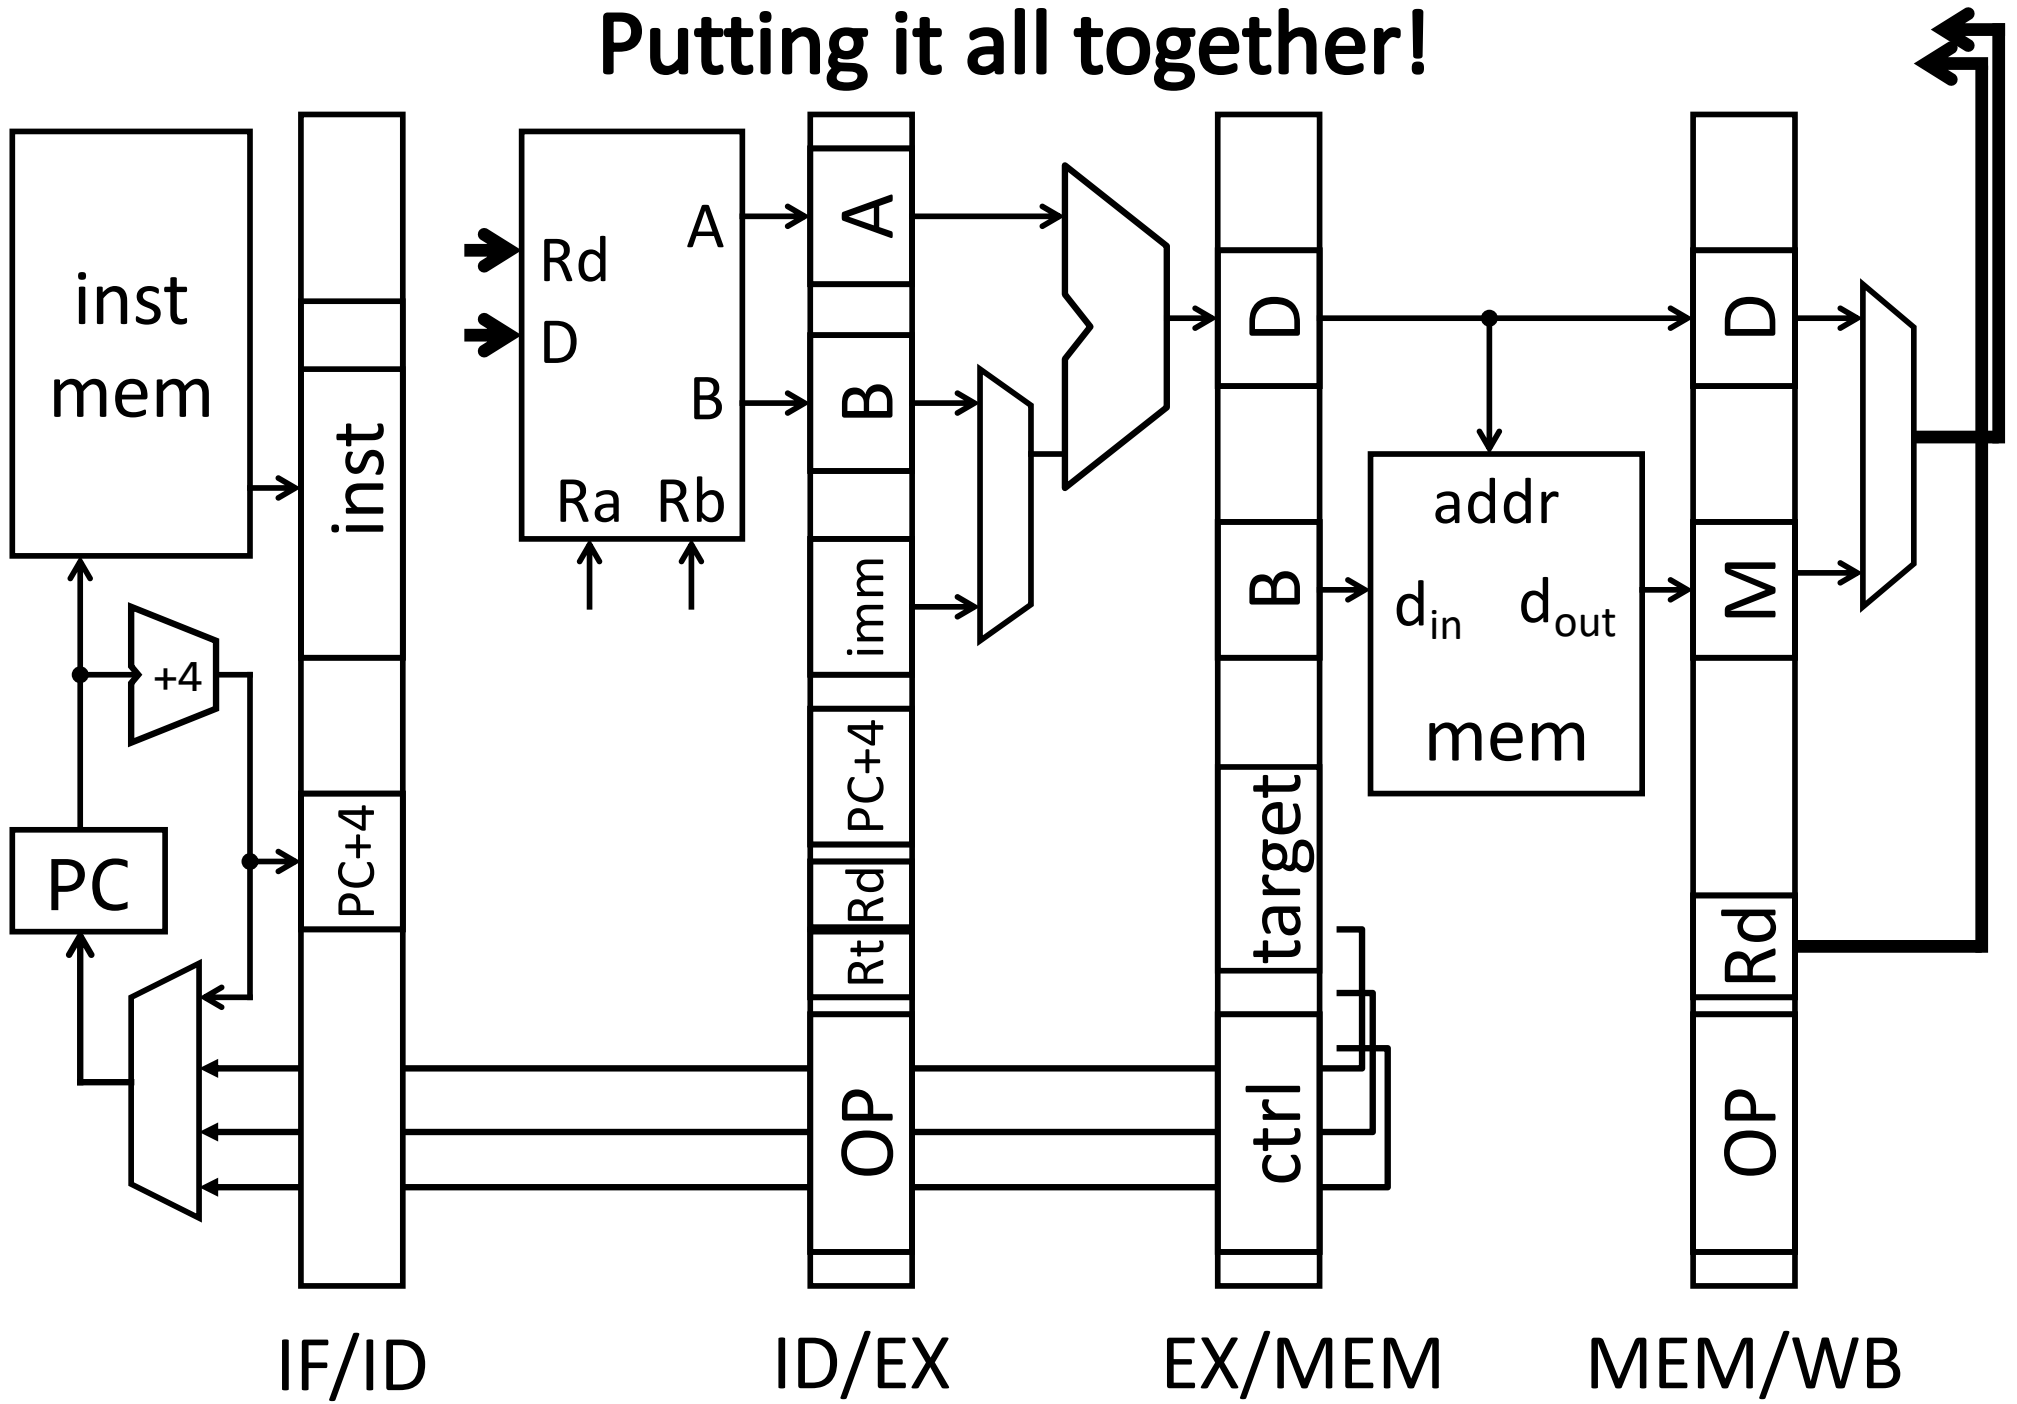 Putting it all together!
inst
mem
+4
PC
inst
PC+4
Rd
D
A
B
Ra Rb
A
B
imm
PC+4
Rd
Rt
OP
D
B
target
ctrl
addr
din dout
mem
D
M
Rd
OP
IF/ID ID/EX EX/MEM MEM/WB